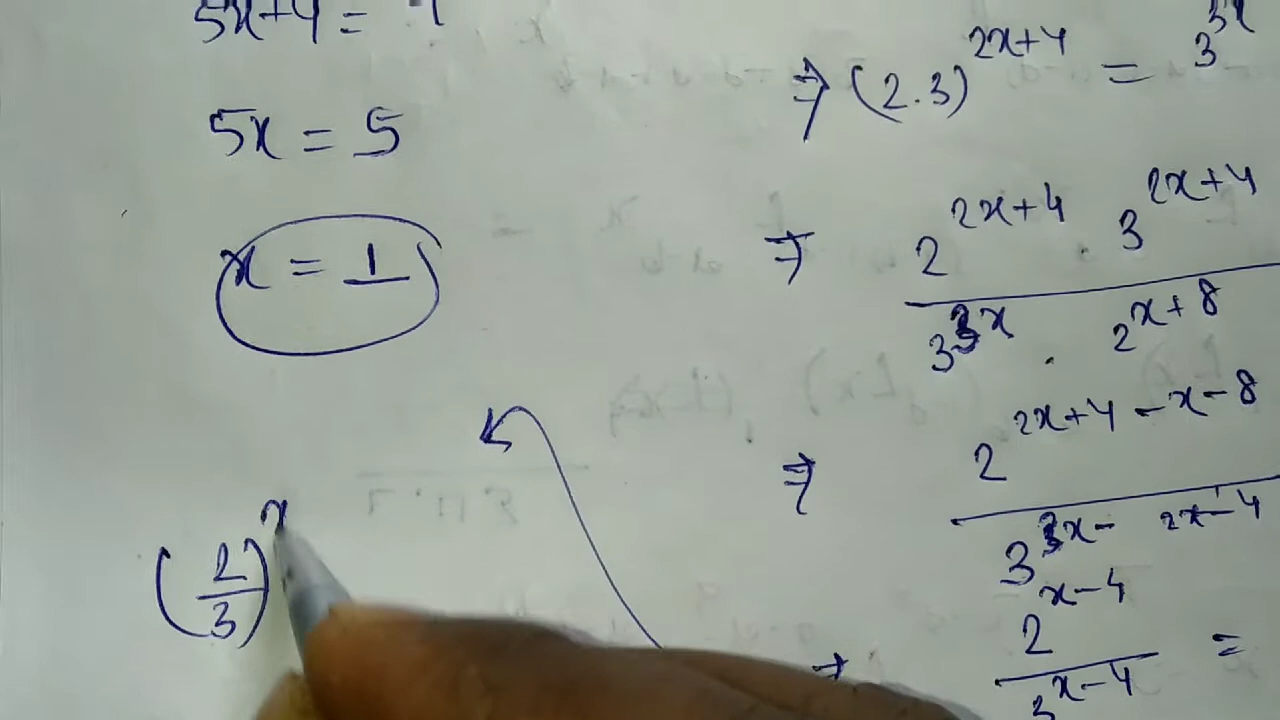 5x+4 =
5x = 5
x = 1
(2/3)^x
⇒ (2.3)^2x+4 = 3^3x
⇒ 2^2x+4 . 3^2x+4
3^3x . 2^x+8
⇒ 2^2x+4-x-8
3^3x- 2x-4
2^x-4 =
3^x-4